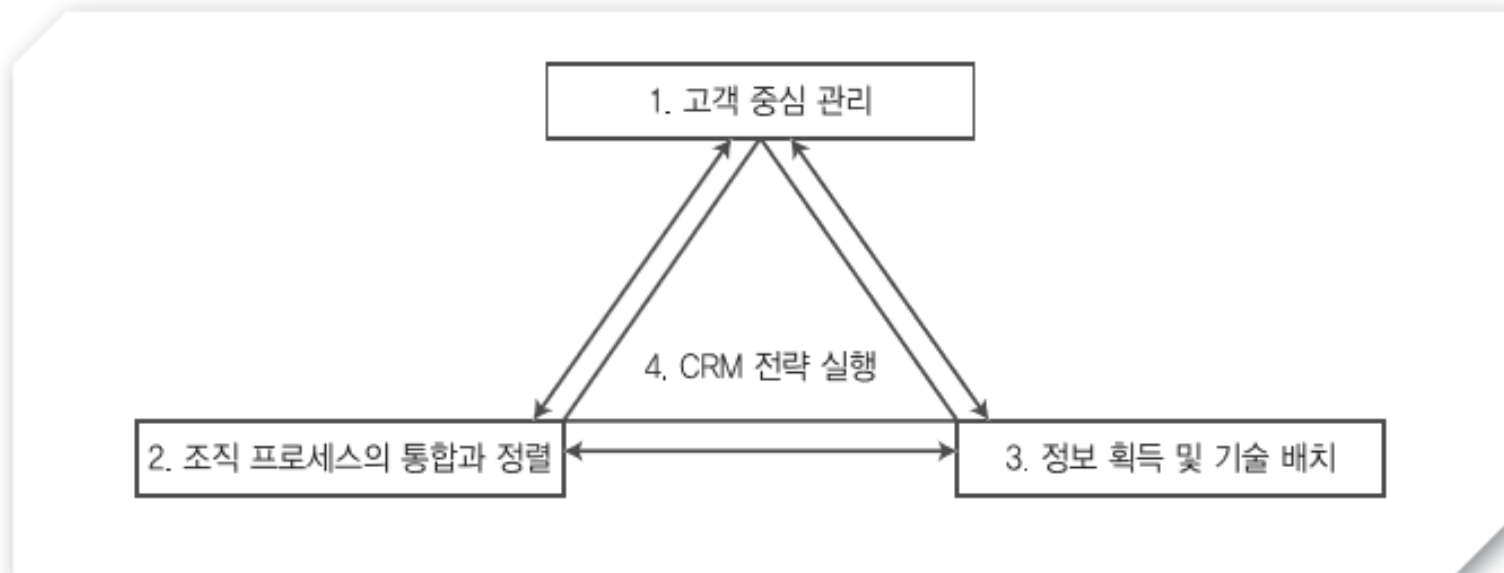 1. 고객 중심 관리
4. CRM 전략 실행
2. 조직 프로세스의 통합과 정렬
3. 정보 획득 및 기술 배치